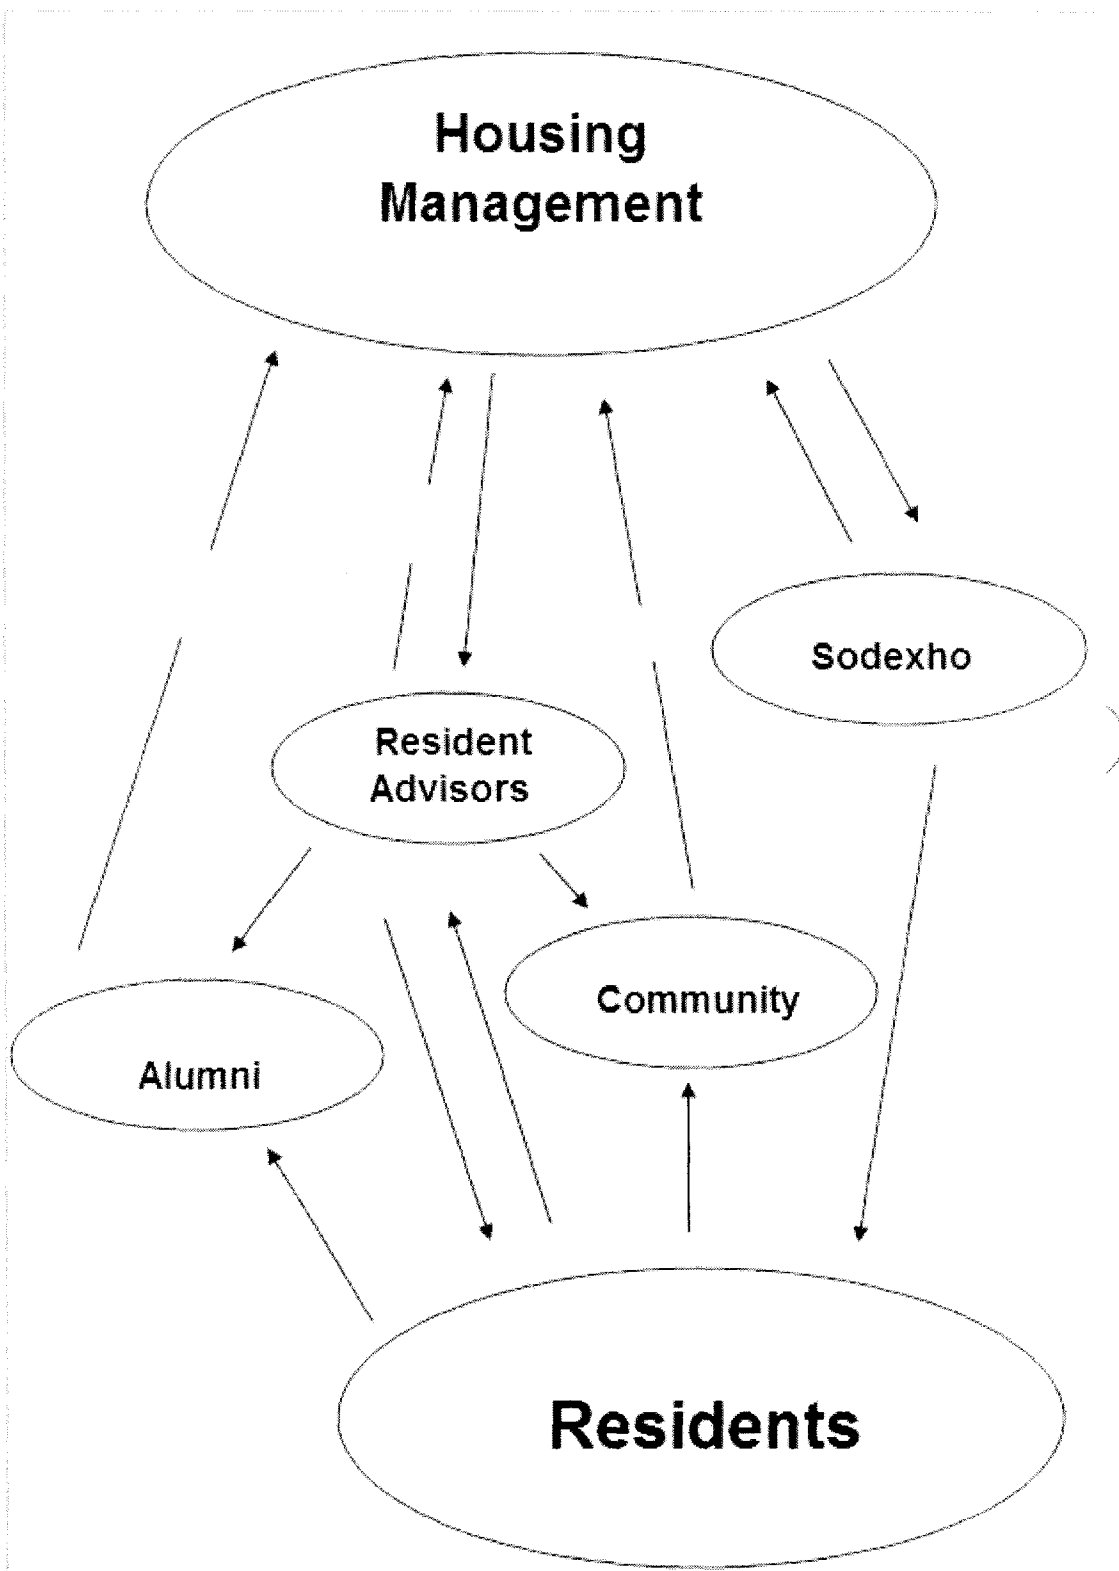 Housing
Management
Sodexho
Resident
Advisors
Community
Alumni
Residents